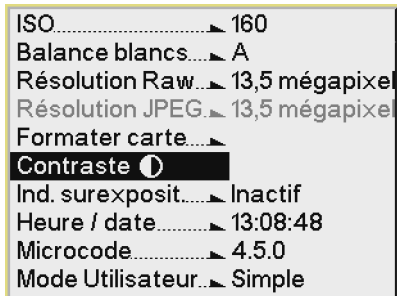 ISO 160
Balance blancs A
Résolution Raw 13,5 mégapixel
Résolution JPEG 13,5 mégapixel
Formater carte
Contraste
Ind. surexposit. Inactif
Heure / date 13:08:48
Microcode 4.5.0
Mode Utilisateur Simple